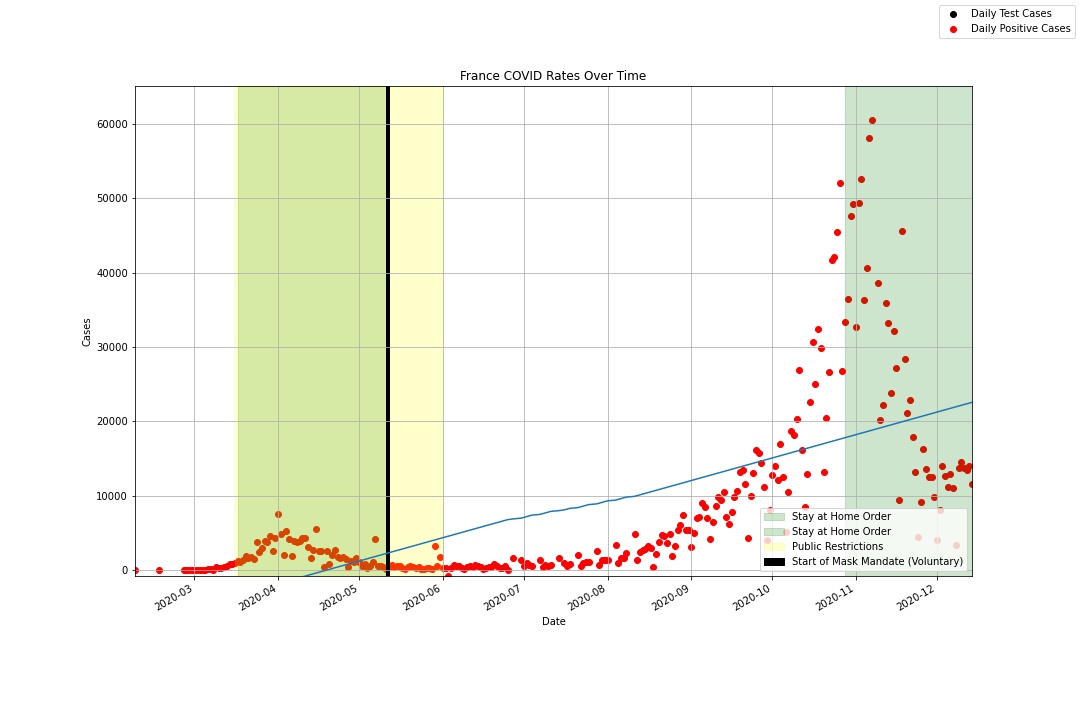 Daily Test Cases
Daily Positive Cases
France COVID Rates Over Time
60000
50000
40000
30000
20000
10000
0
Cases
Stay at Home Order
Stay at Home Order
Public Restrictions
Start of Mask Mandate (Voluntary)
2020-03
2020-04
2020-05
2020-06
2020-07
2020-08
2020-09
2020-10
2020-11
2020-12
Date